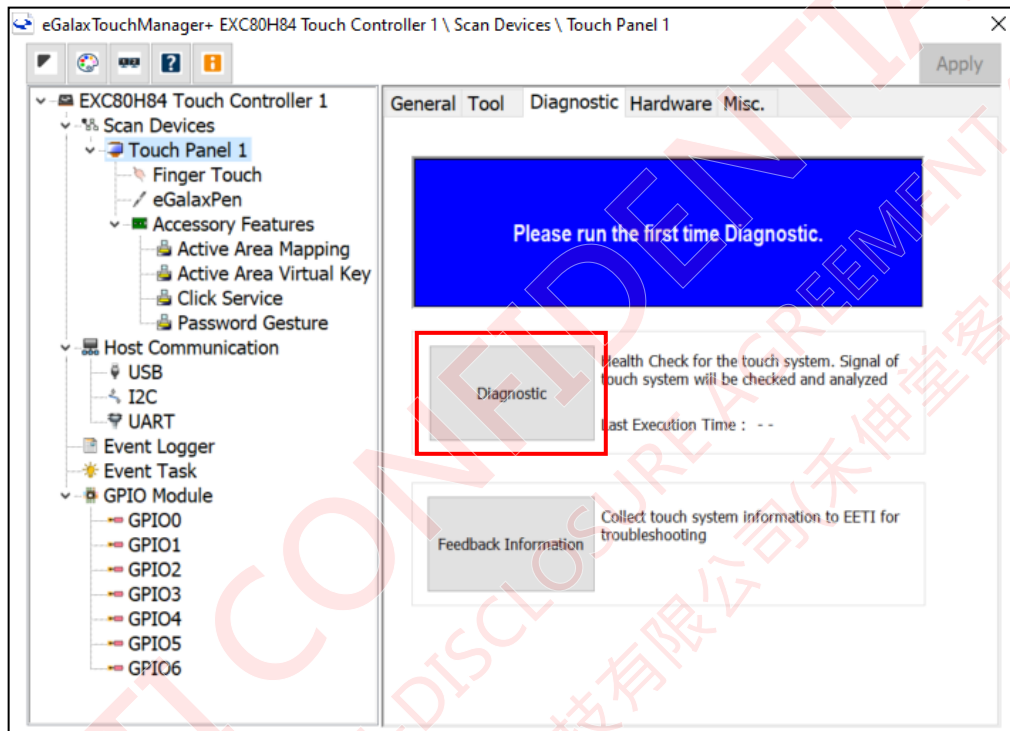 eGalaxTouchManager+ EXC80H84 Touch Controller 1 \ Scan Devices \ Touch Panel 1
Apply
EXC80H84 Touch Controller 1
Scan Devices
Touch Panel 1
Finger Touch
eGalaxPen
Accessory Features
Active Area Mapping
Active Area Virtual Key
Click Service
Password Gesture
Host Communication
USB
I2C
UART
Event Logger
Event Task
GPIO Module
GPIO0
GPIO1
GPIO2
GPIO3
GPIO4
GPIO5
GPIO6
General Tool Diagnostic Hardware Misc.
Please run the first time Diagnostic.
Diagnostic
Health Check for the touch system. Signal of
touch system will be checked and analyzed
Last Execution Time : - -
Feedback Information
Collect touch system information to EETI for
troubleshooting
CONFIDENTIAL
DISCLOSURE AGREEMENT
技有限公司(禾伸堂客